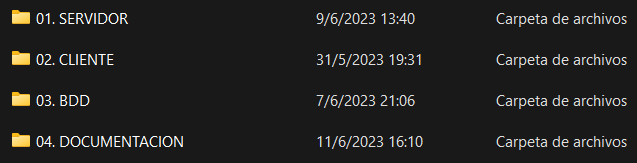 01. SERVIDOR 9/6/2023 13:40 Carpeta de archivos
02. CLIENTE 31/5/2023 19:31 Carpeta de archivos
03. BDD 7/6/2023 21:06 Carpeta de archivos
04. DOCUMENTACION 11/6/2023 16:10 Carpeta de archivos